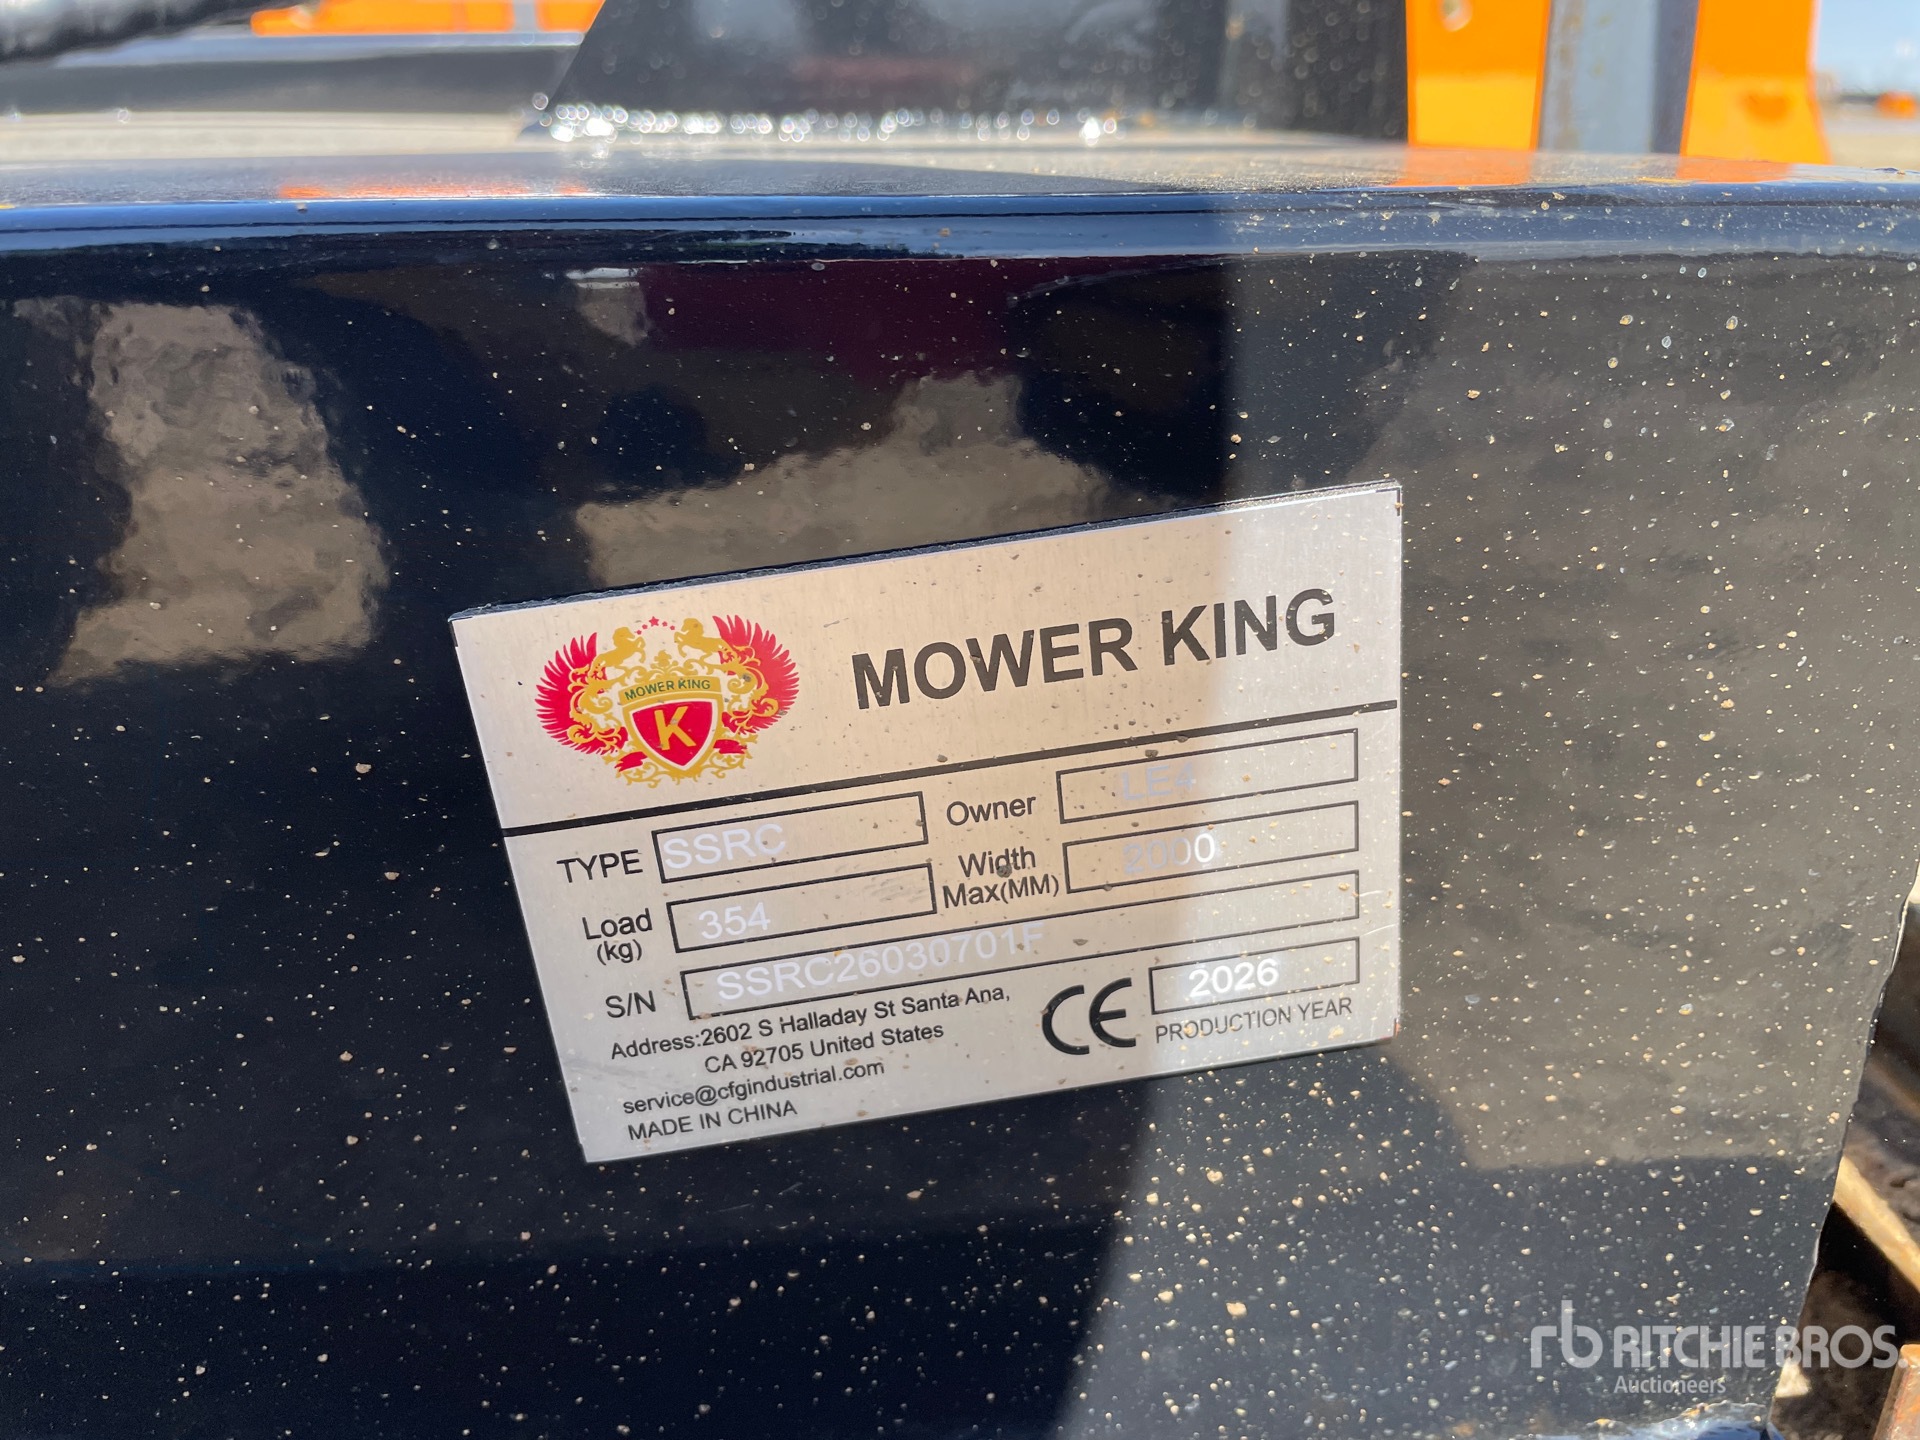 MOWER KING
MOWER KING
K
TYPE SSRC Owner LE4
Load (kg) 354 Width Max(MM) 2000
S/N SSRC26030701F
Address:2602 S Halladay St Santa Ana,
CA 92705 United States
service@cfgindustrial.com
MADE IN CHINA
CE 2026
PRODUCTION YEAR
rb RITCHIE BROS.
Auctioneers